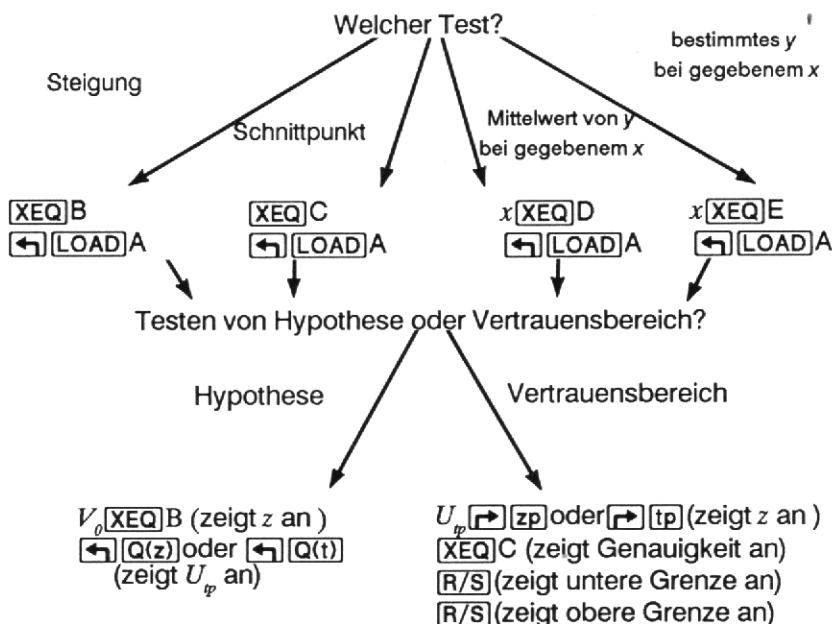 Welcher Test?
Steigung
Schnittpunkt
Mittelwert von y
bei gegebenem x
bestimmtes y
bei gegebenem x
XEQ B
↰ LOAD A
XEQ C
↰ LOAD A
x XEQ D
↰ LOAD A
x XEQ E
↰ LOAD A
Testen von Hypothese oder Vertrauensbereich?
Hypothese
Vertrauensbereich
V₀ XEQ B (zeigt z an )
↰ Q(z) oder ↰ Q(t)
(zeigt U_tp an)
U_tp ↱ zp oder ↱ tp (zeigt z an )
XEQ C (zeigt Genauigkeit an)
R/S (zeigt untere Grenze an)
R/S (zeigt obere Grenze an)